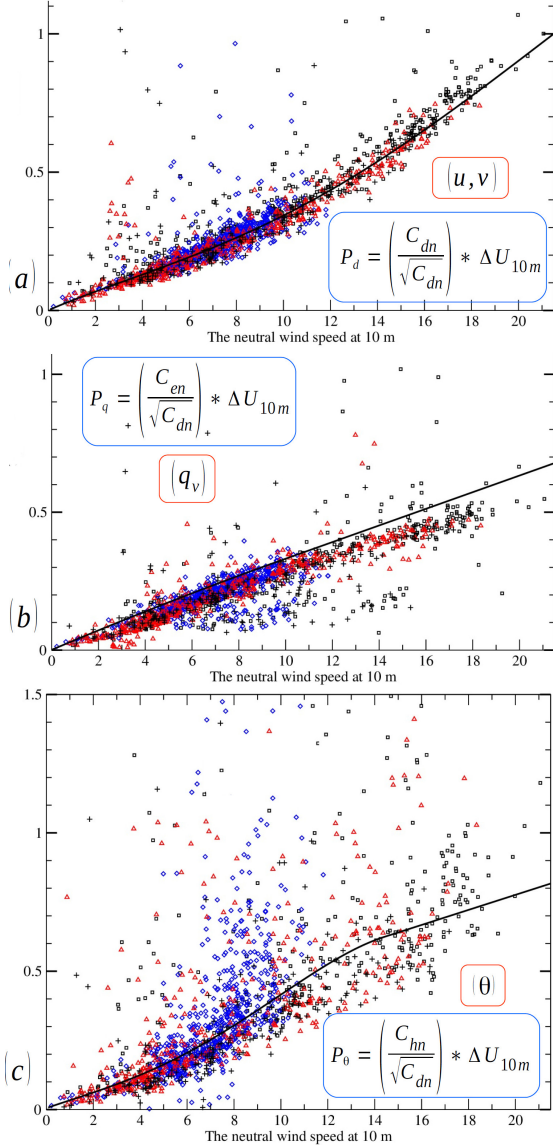 1
0.5
0
(u,v)
P_d = (C_dn / √C_dn) * ΔU_10m
(a)
0 2 4 6 8 10 12 14 16 18 20
The neutral wind speed at 10 m
1
P_q = (C_en / √C_dn) * ΔU_10m
(q_v)
0.5
(b)
0
0 2 4 6 8 10 12 14 16 18 20
The neutral wind speed at 10 m
1.5
1
0.5
(θ)
P_θ = (C_hn / √C_dn) * ΔU_10m
(c)
0
0 2 4 6 8 10 12 14 16 18 20
The neutral wind speed at 10 m